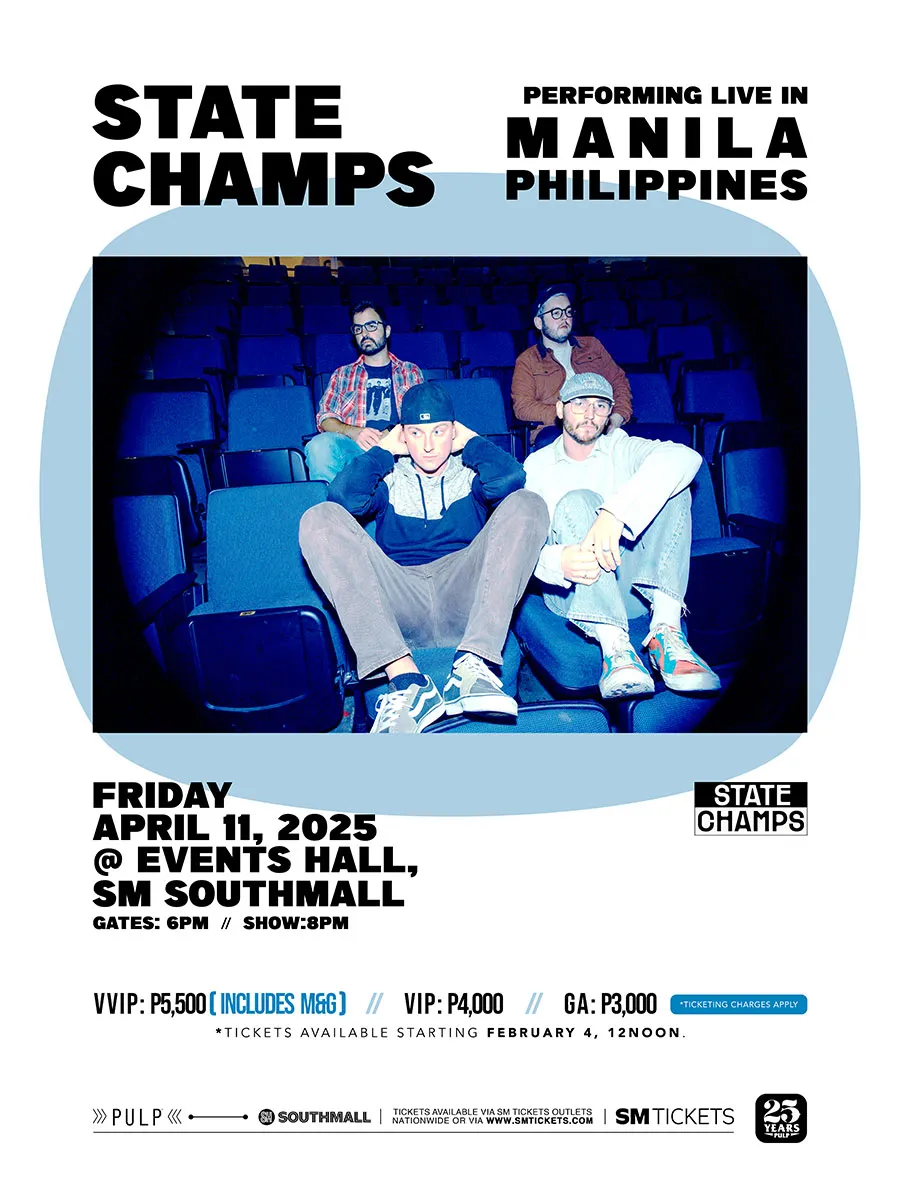 STATE
CHAMPS
PERFORMING LIVE IN
MANILA
PHILIPPINES
FRIDAY
APRIL 11, 2025
@ EVENTS HALL,
SM SOUTHMALL
GATES: 6PM // SHOW:8PM
STATE
CHAMPS
VVIP: P5,500 ( INCLUDES M&G ) // VIP: P4,000 // GA: P3,000 *TICKETING CHARGES APPLY
*TICKETS AVAILABLE STARTING FEBRUARY 4, 12NOON.
PULP
SM SOUTHMALL
TICKETS AVAILABLE VIA SM TICKETS OUTLETS
NATIONWIDE OR VIA WWW.SMTICKETS.COM
SMTICKETS
25
YEARS
PULP